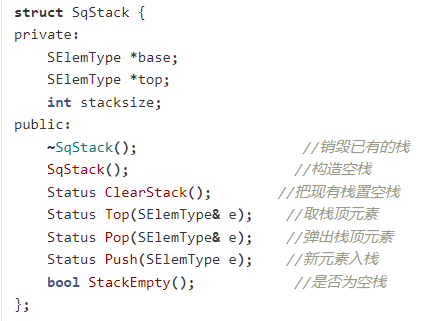 struct SqStack {
private:
    SElemType *base;
    SElemType *top;
    int stacksize;
public:
    ~SqStack();                    //销毁已有的栈
    SqStack();                    //构造空栈
    Status ClearStack();        //把现有栈置空栈
    Status Top(SElemType& e);    //取栈顶元素
    Status Pop(SElemType& e);    //弹出栈顶元素
    Status Push(SElemType e);    //新元素入栈
    bool StackEmpty();            //是否为空栈
};